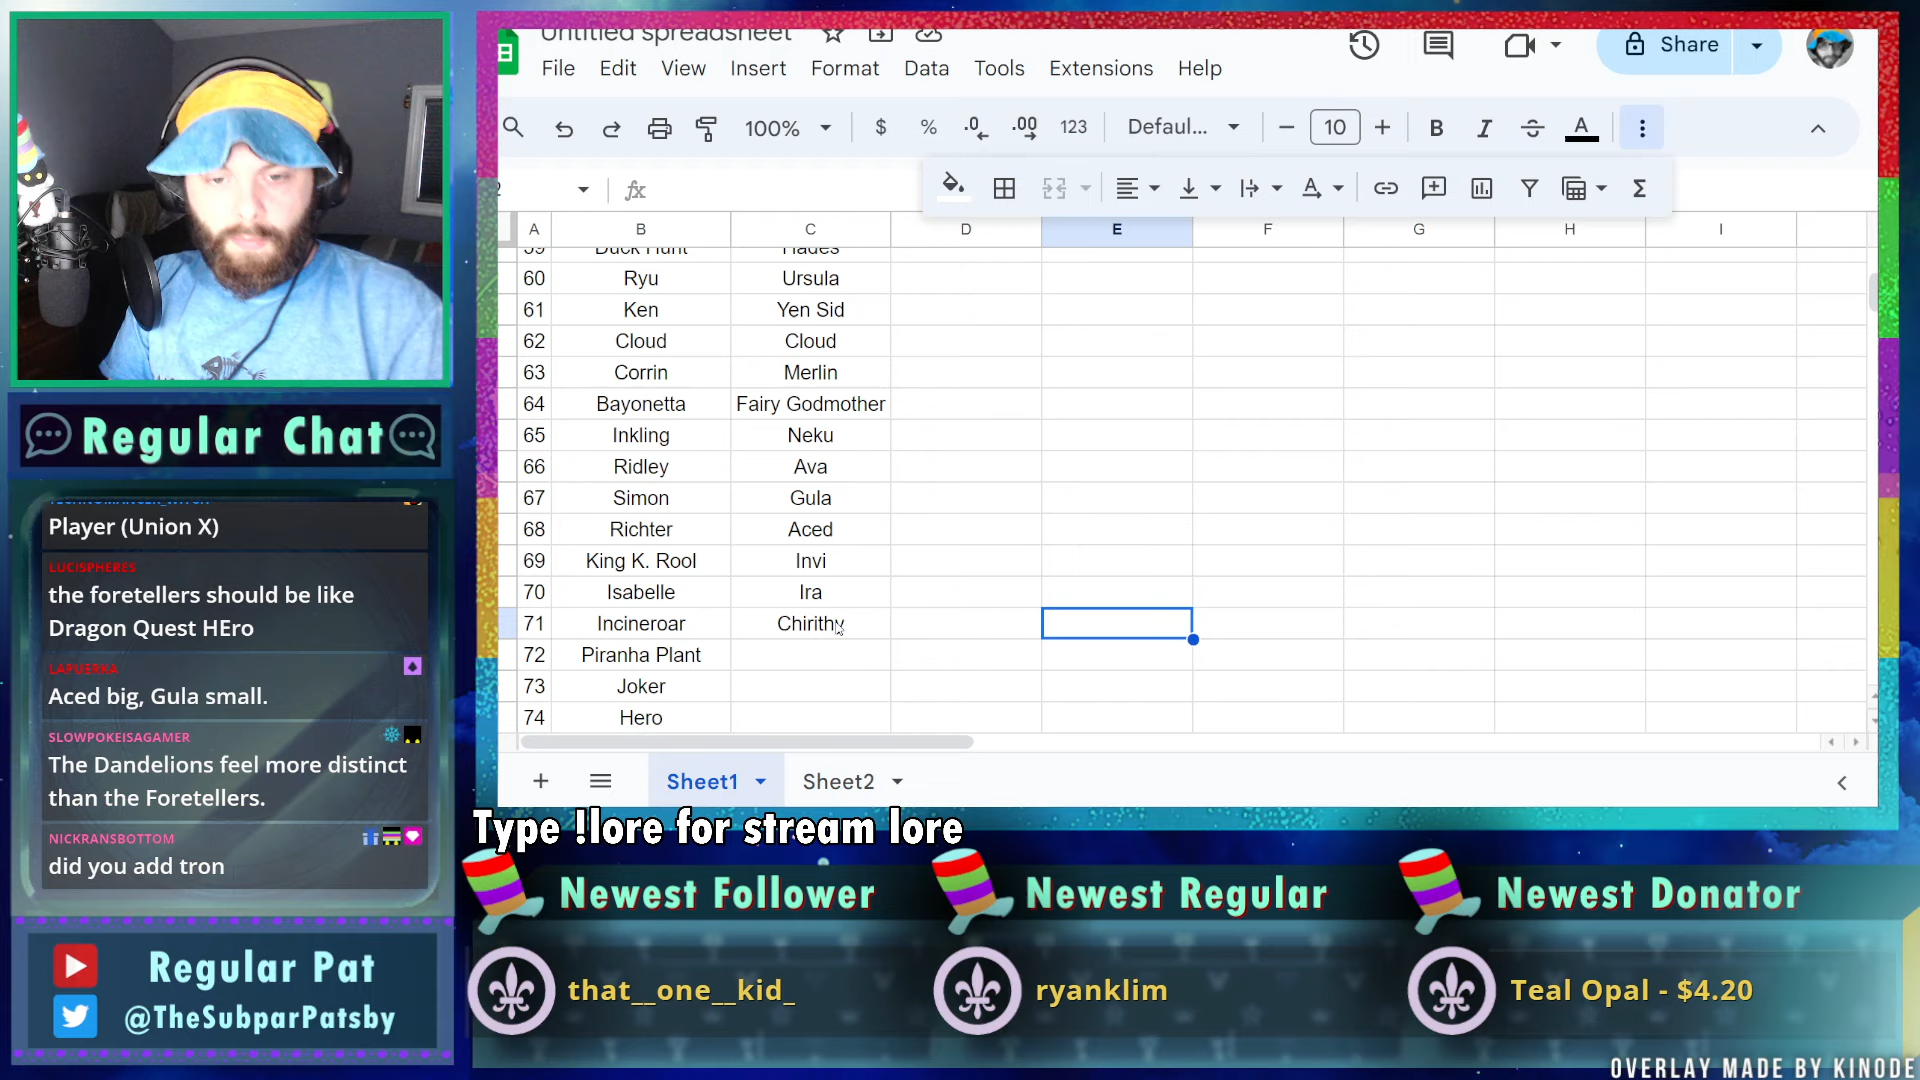 Untitled spreadsheet
File Edit View Insert Format Data Tools Extensions Help
Share
100% $ % .0 .00 123 Defaul... 10 B I S A
fx
A B C D E F G H I
59 Duck Hunt Hades
60 Ryu Ursula
61 Ken Yen Sid
62 Cloud Cloud
63 Corrin Merlin
64 Bayonetta Fairy Godmother
65 Inkling Neku
66 Ridley Ava
67 Simon Gula
68 Richter Aced
69 King K. Rool Invi
70 Isabelle Ira
71 Incineroar Chirithy
72 Piranha Plant
73 Joker
74 Hero
Sheet1 Sheet2
Regular Chat
TECHNOMANCER_WITCH
Player (Union X)
LUCISPHERES
the foretellers should be like
Dragon Quest HEro
LAPUERKA
Aced big, Gula small.
SLOWPOKEISAGAMER
The Dandelions feel more distinct
than the Foretellers.
NICKRANSBOTTOM
did you add tron
Regular Pat
@TheSubparPatsby
Type !lore for stream lore
Newest Follower
that__one__kid_
Newest Regular
ryanklim
Newest Donator
Teal Opal - $4.20
OVERLAY MADE BY KINODE